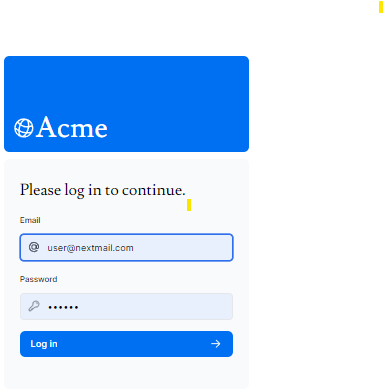 Acme
Please log in to continue.
Email
user@nextmail.com
Password
••••••
Log in